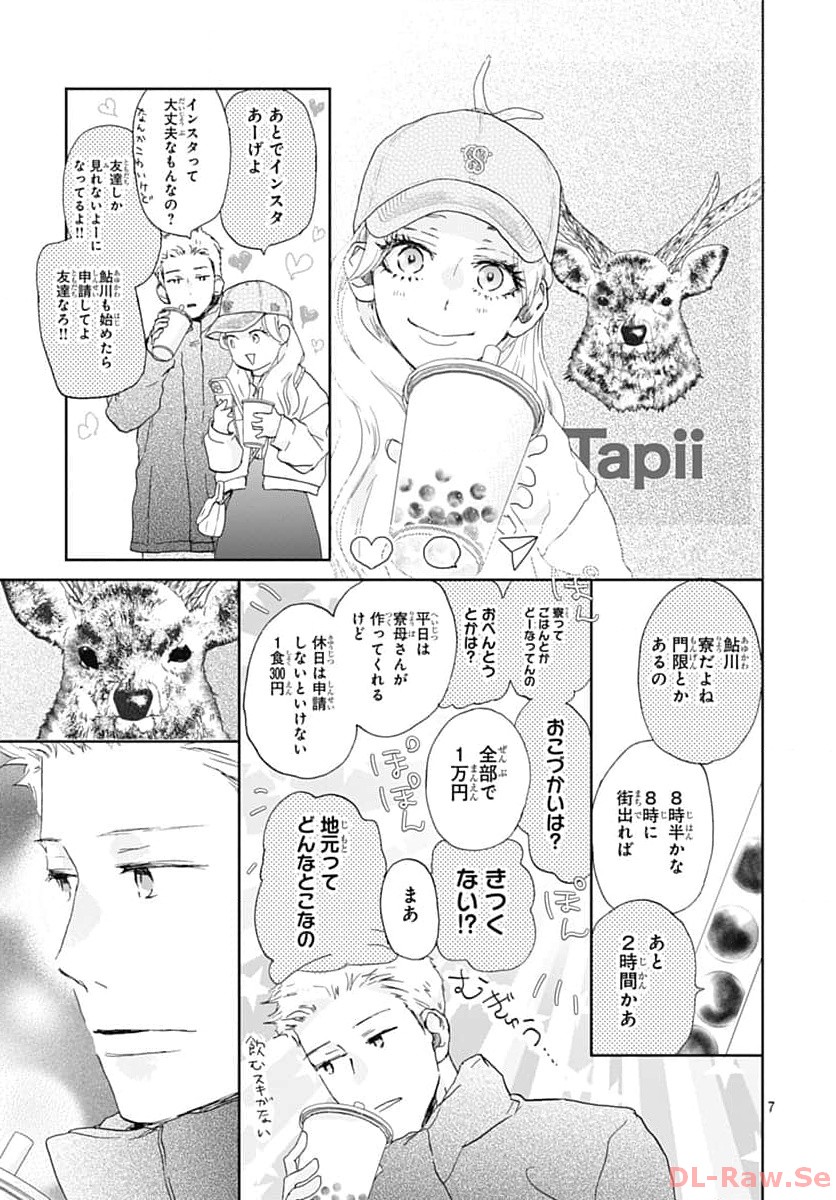 Tapii
あとでインスタ
あーげよ
インスタって
大丈夫なもんなの?
なんかこわいけど
友達しか
見れないよーに
なってるよ!!
鮎川も始めたら
申請してよ
友達なろ!!
鮎川
寮だよね
門限とか
あるの
8時半かな
8時に
街出れば
あと
2時間かぁ
ぽん
寮って
ごはんとか
どーなってんの
おべんとう
とかは?
平日は
寮母さんが
作ってくれる
けど
休日は申請
しないといけない
1食300円
おこづかいは?
全部で
1万円
ぽぽん
ぽん
きつく
ない!?
まあ
地元って
どんなとこなの
むぎょう……
飲むスキがない
7
DL-Raw.Se